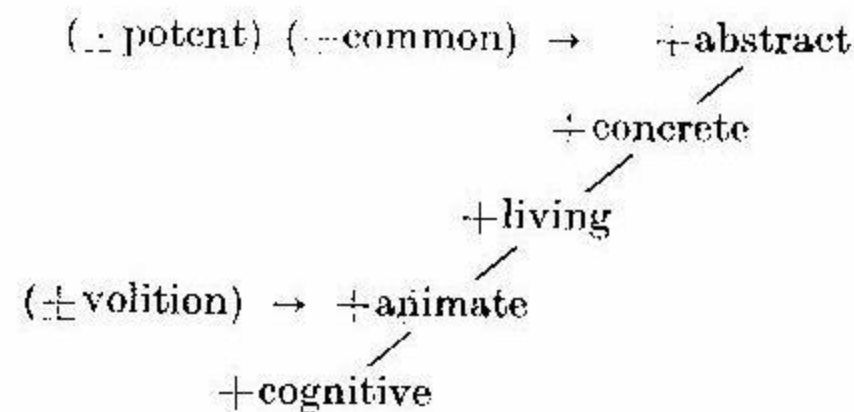 (±potent) (+common) → +abstract
+concrete
+living
(±volition) → +animate
+cognitive